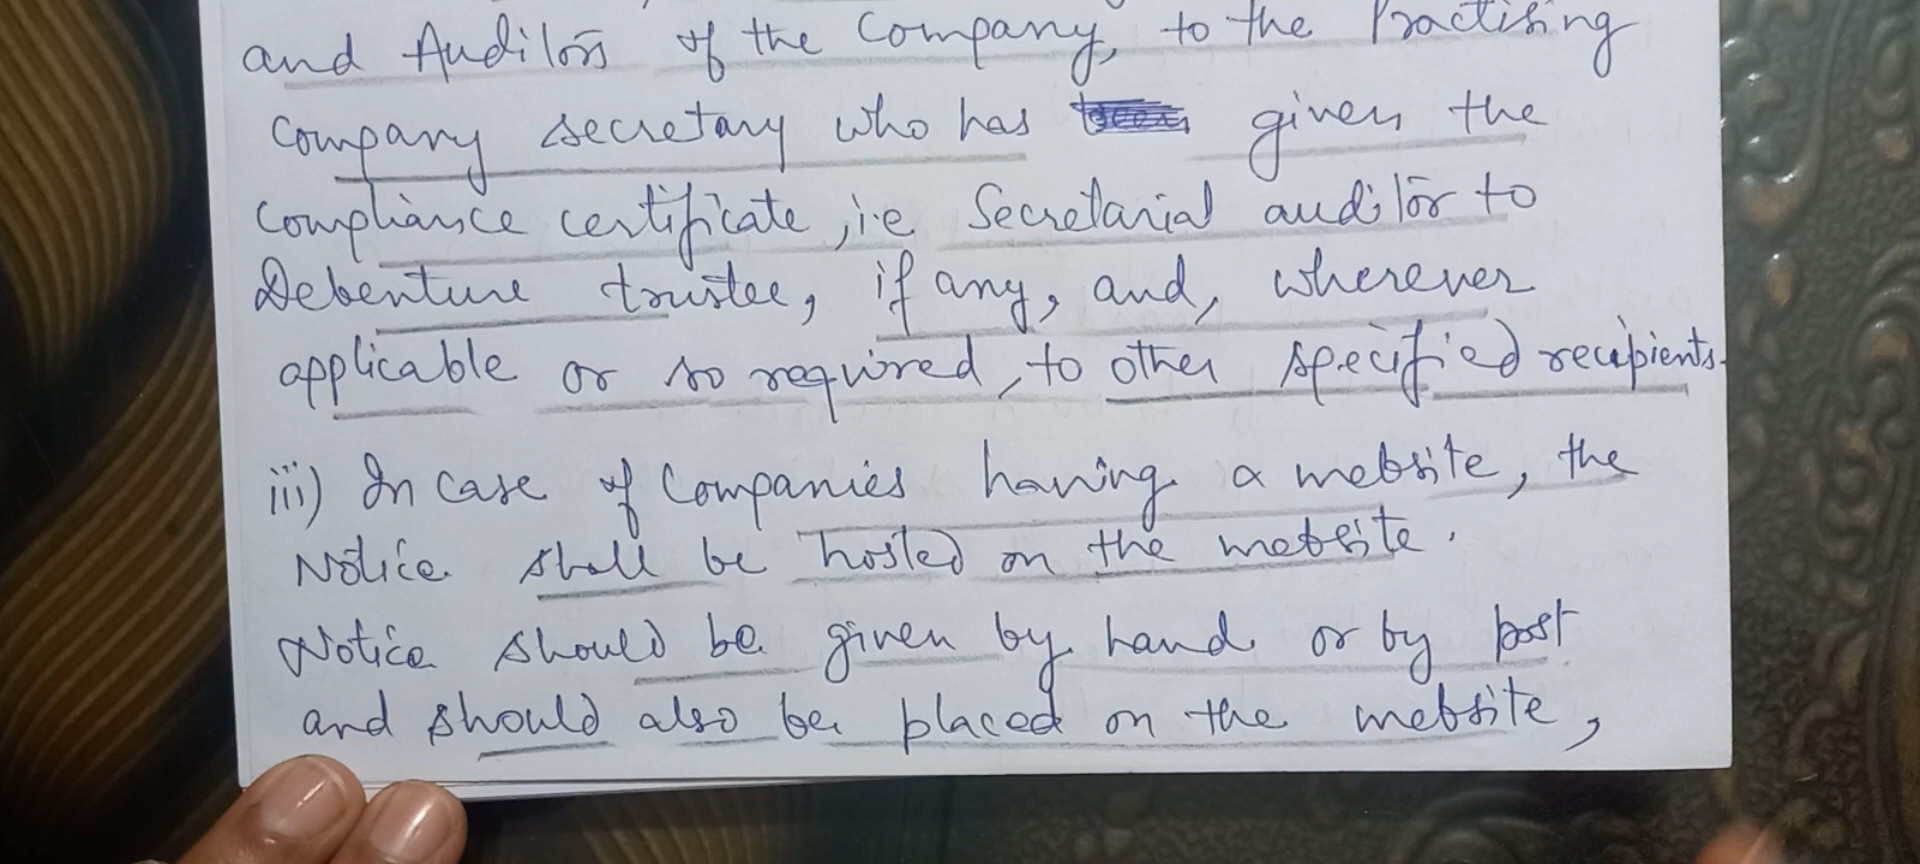 and Auditors of the Company, to the Practising
Company secretary who has given the
Compliance certificate, i.e Secretarial auditor to
Debenture trustee, if any, and, wherever
applicable or so required, to other specified recipients.
iii) In case of Companies having a website, the
Notice shall be hosted on the website.
Notice should be given by hand or by post
and should also be placed on the website,